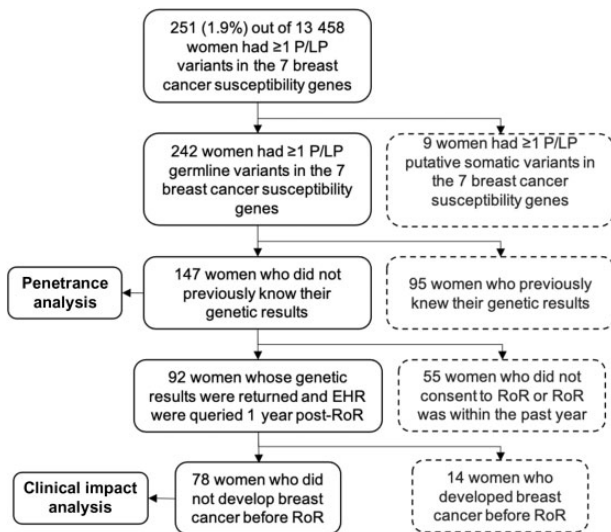 251 (1.9%) out of 13 458
women had ≥1 P/LP
variants in the 7 breast
cancer susceptibility genes
242 women had ≥1 P/LP
germline variants in the 7
breast cancer susceptibility
genes
9 women had ≥1 P/LP
putative somatic variants in
the 7 breast cancer
susceptibility genes
Penetrance
analysis
147 women who did not
previously know their
genetic results
95 women who previously
knew their genetic results
92 women whose genetic
results were returned and EHR
were queried 1 year post-RoR
55 women who did not
consent to RoR or RoR
was within the past year
Clinical impact
analysis
78 women who did
not develop breast
cancer before RoR
14 women who
developed breast
cancer before RoR